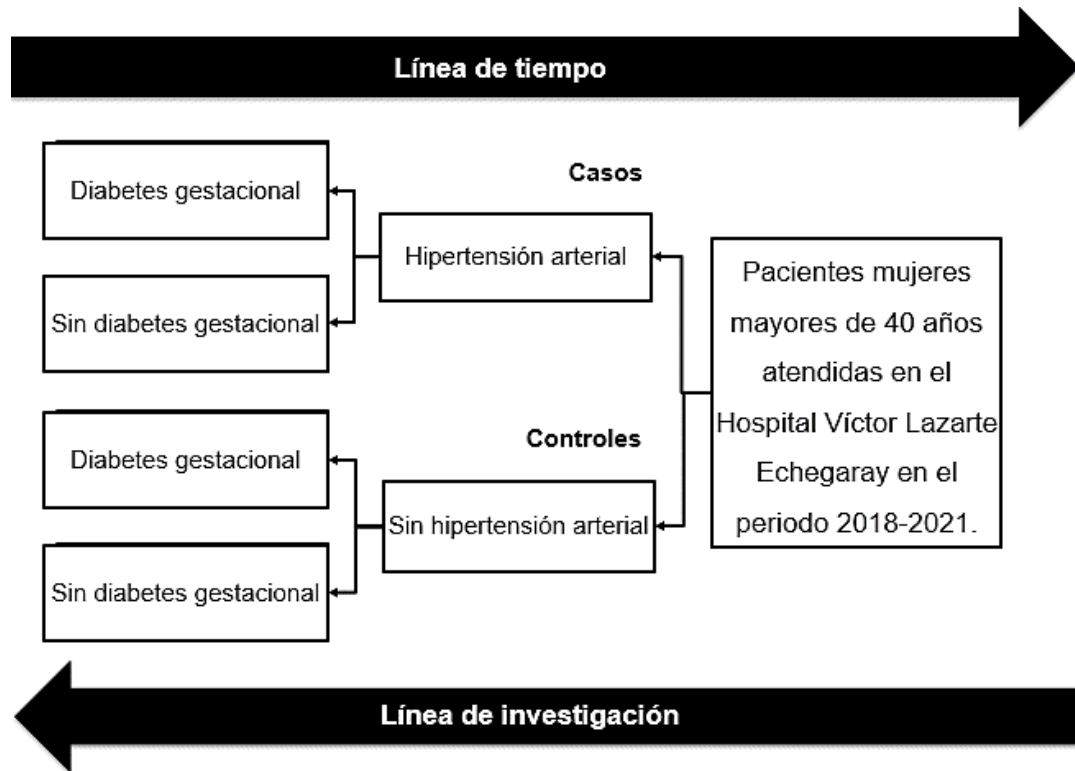 Línea de tiempo
Diabetes gestacional
Sin diabetes gestacional
Casos
Hipertensión arterial
Diabetes gestacional
Sin diabetes gestacional
Controles
Sin hipertensión arterial
Pacientes mujeres
mayores de 40 años
atendidas en el
Hospital Víctor Lazarte
Echegaray en el
periodo 2018-2021.
Línea de investigación